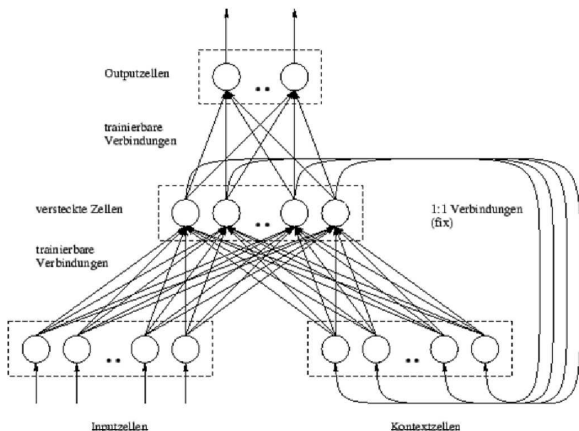 Outputzellen
trainierbare
Verbindungen
versteckte Zellen
1:1 Verbindungen
(fix)
trainierbare
Verbindungen
Inputzellen
Kontextzellen